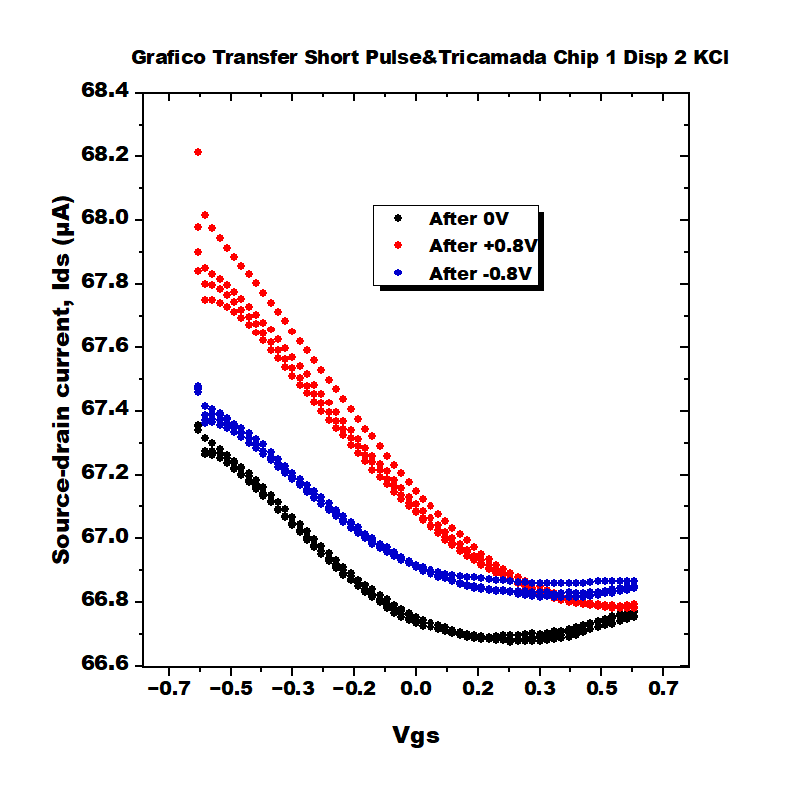 Grafico Transfer Short Pulse&Tricamada Chip 1 Disp 2 KCl
68.4
68.2
68.0
67.8
67.6
67.4
67.2
67.0
66.8
66.6
Source-drain current, Ids (μA)
After 0V
After +0.8V
After -0.8V
−0.7 −0.5 −0.3 −0.2 0.0 0.2 0.3 0.5 0.7
Vgs